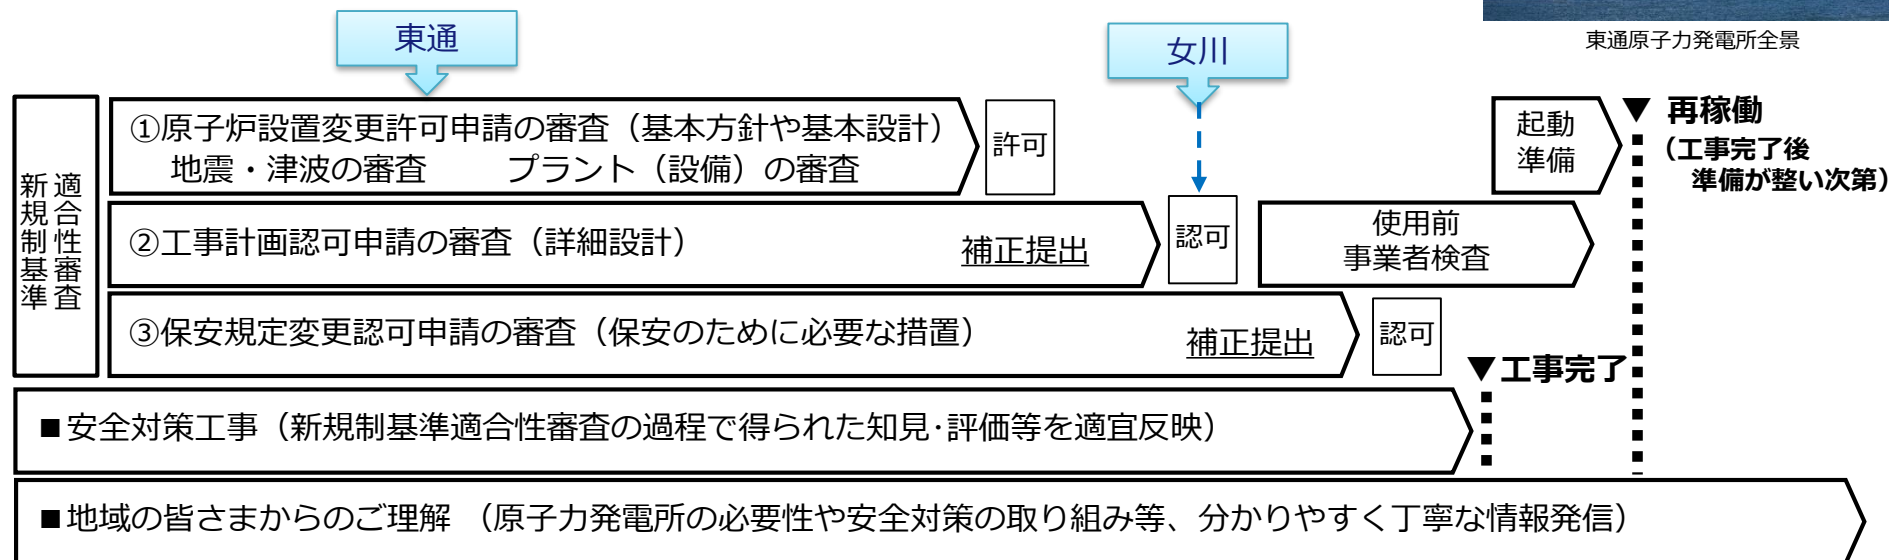 東通
女川
東通原子力発電所全景
新規制基準
適合性審査
①原子炉設置変更許可申請の審査（基本方針や基本設計）
地震・津波の審査　　プラント（設備）の審査
許可
起動
準備
▼ 再稼働
（工事完了後
準備が整い次第）
②工事計画認可申請の審査（詳細設計）　補正提出
認可
使用前
事業者検査
③保安規定変更認可申請の審査（保安のために必要な措置）　補正提出
認可
▼工事完了
■安全対策工事（新規制基準適合性審査の過程で得られた知見･評価等を適宜反映）
■地域の皆さまからのご理解 （原子力発電所の必要性や安全対策の取り組み等、分かりやすく丁寧な情報発信）